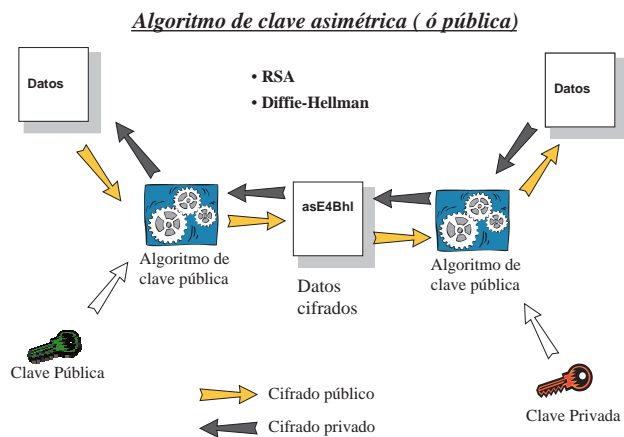 Algoritmo de clave asimétrica ( ó pública)
Datos
• RSA
• Diffie-Hellman
Datos
asE4Bhl
Algoritmo de
clave pública
Datos
cifrados
Algoritmo de
clave pública
Clave Pública
Cifrado público
Cifrado privado
Clave Privada